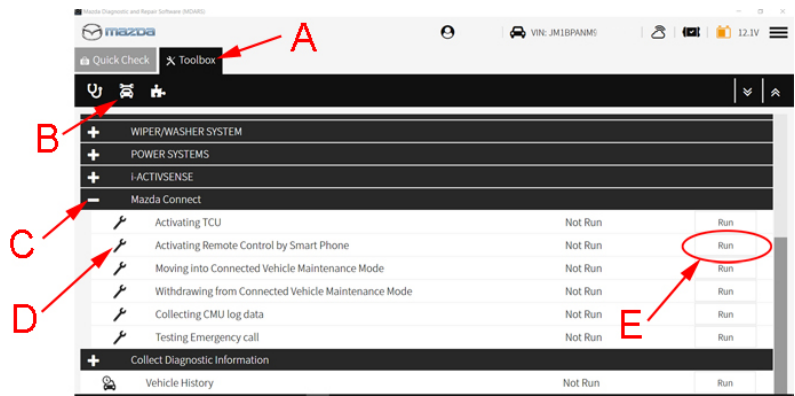 Mazda Diagnostic and Repair Software (MDARS)
mazda
VIN: JM1BPANM9
12.1V
A
Quick Check
Toolbox
B
WIPER/WASHER SYSTEM
POWER SYSTEMS
i-ACTIVSENSE
C
Mazda Connect
Activating TCU Not Run Run
D
Activating Remote Control by Smart Phone Not Run Run
Moving into Connected Vehicle Maintenance Mode Not Run Run
Withdrawing from Connected Vehicle Maintenance Mode Not Run Run
E
Collecting CMU log data Not Run Run
Testing Emergency call Not Run Run
Collect Diagnostic Information
Vehicle History Not Run Run